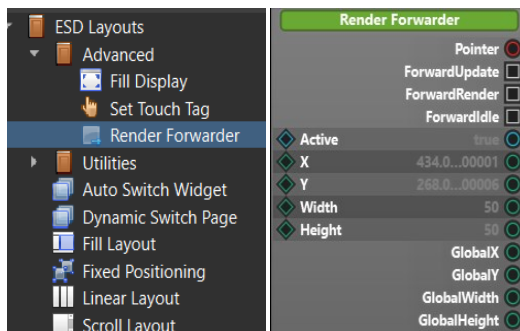 ESD Layouts
Advanced
Fill Display
Set Touch Tag
Render Forwarder
Utilities
Auto Switch Widget
Dynamic Switch Page
Fill Layout
Fixed Positioning
Linear Layout
Scroll Layout
Render Forwarder
Pointer
ForwardUpdate
ForwardRender
ForwardIdle
Active true
X 434.0...00001
Y 268.0...00006
Width 50
Height 50
GlobalX
GlobalY
GlobalWidth
GlobalHeight